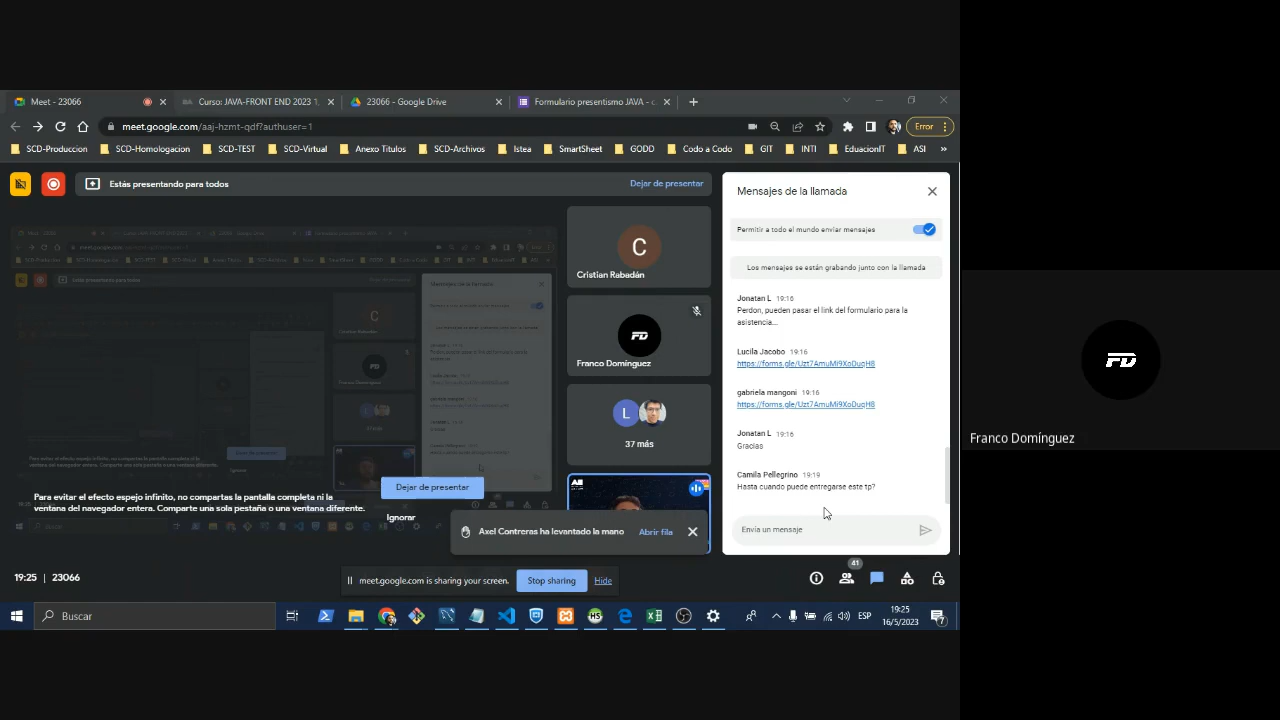 Meet - 23066
Curso: JAVA-FRONT END 2023 1.
23066 - Google Drive
Formulario presentismo JAVA - c.
meet.google.com/aaj-hzmt-qdf?authuser=1
Error
SCD-Produccion
SCD-Homologacion
SCD-TEST
SCD-Virtual
Anexo Titulos
SCD-Archivos
Istea
SmartSheet
GODD
Codo a Codo
GIT
INTI
EduacionIT
ASI
»
Estás presentando para todos
Dejar de presentar
Mensajes de la llamada
Permitir a todo el mundo enviar mensajes
Los mensajes se están grabando junto con la llamada
Jonatan L 19:16
Perdon, pueden pasar el link del formulario para la
asistencia...
Lucila Jacobo 19:16
https://forms.gle/Uzt7AmuMi9XoDuqH8
gabriela mangoni 19:16
https://forms.gle/Uzt7AmuMi9XoDuqH8
Jonatan L 19:16
Gracias
Camila Pellegrino 19:19
Hasta cuando puede entregarse este tp?
Envía un mensaje
C
Cristian Rabadán
FD
Franco Domínguez
L
37 más
Para evitar el efecto espejo infinito, no compartas la pantalla completa ni la
ventana del navegador entera. Comparte una sola pestaña o una ventana diferente.
Dejar de presentar
Ignorar
Axel Contreras ha levantado la mano
Abrir fila
19:25 | 23066
meet.google.com is sharing your screen.
Stop sharing
Hide
41
Buscar
ESP
19:25
16/5/2023
7
FD
Franco Domínguez